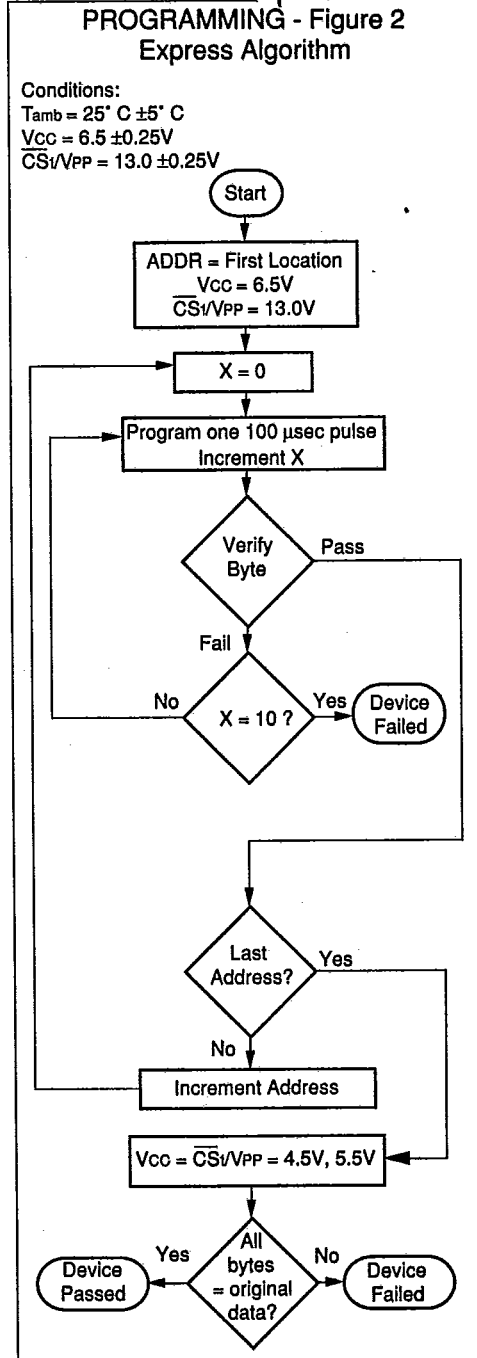 PROGRAMMING - Figure 2
Express Algorithm
Conditions:
Tamb = 25° C ±5° C
VCC = 6.5 ±0.25V
C̅S̅1/VPP = 13.0 ±0.25V
Start
ADDR = First Location
VCC = 6.5V
C̅S̅1/VPP = 13.0V
X = 0
Program one 100 µsec pulse
Increment X
Verify
Byte
Pass
Fail
No
X = 10 ?
Yes
Device
Failed
Last
Address?
Yes
No
Increment Address
VCC = C̅S̅1/VPP = 4.5V, 5.5V
All
bytes
= original
data?
Yes
No
Device
Passed
Device
Failed